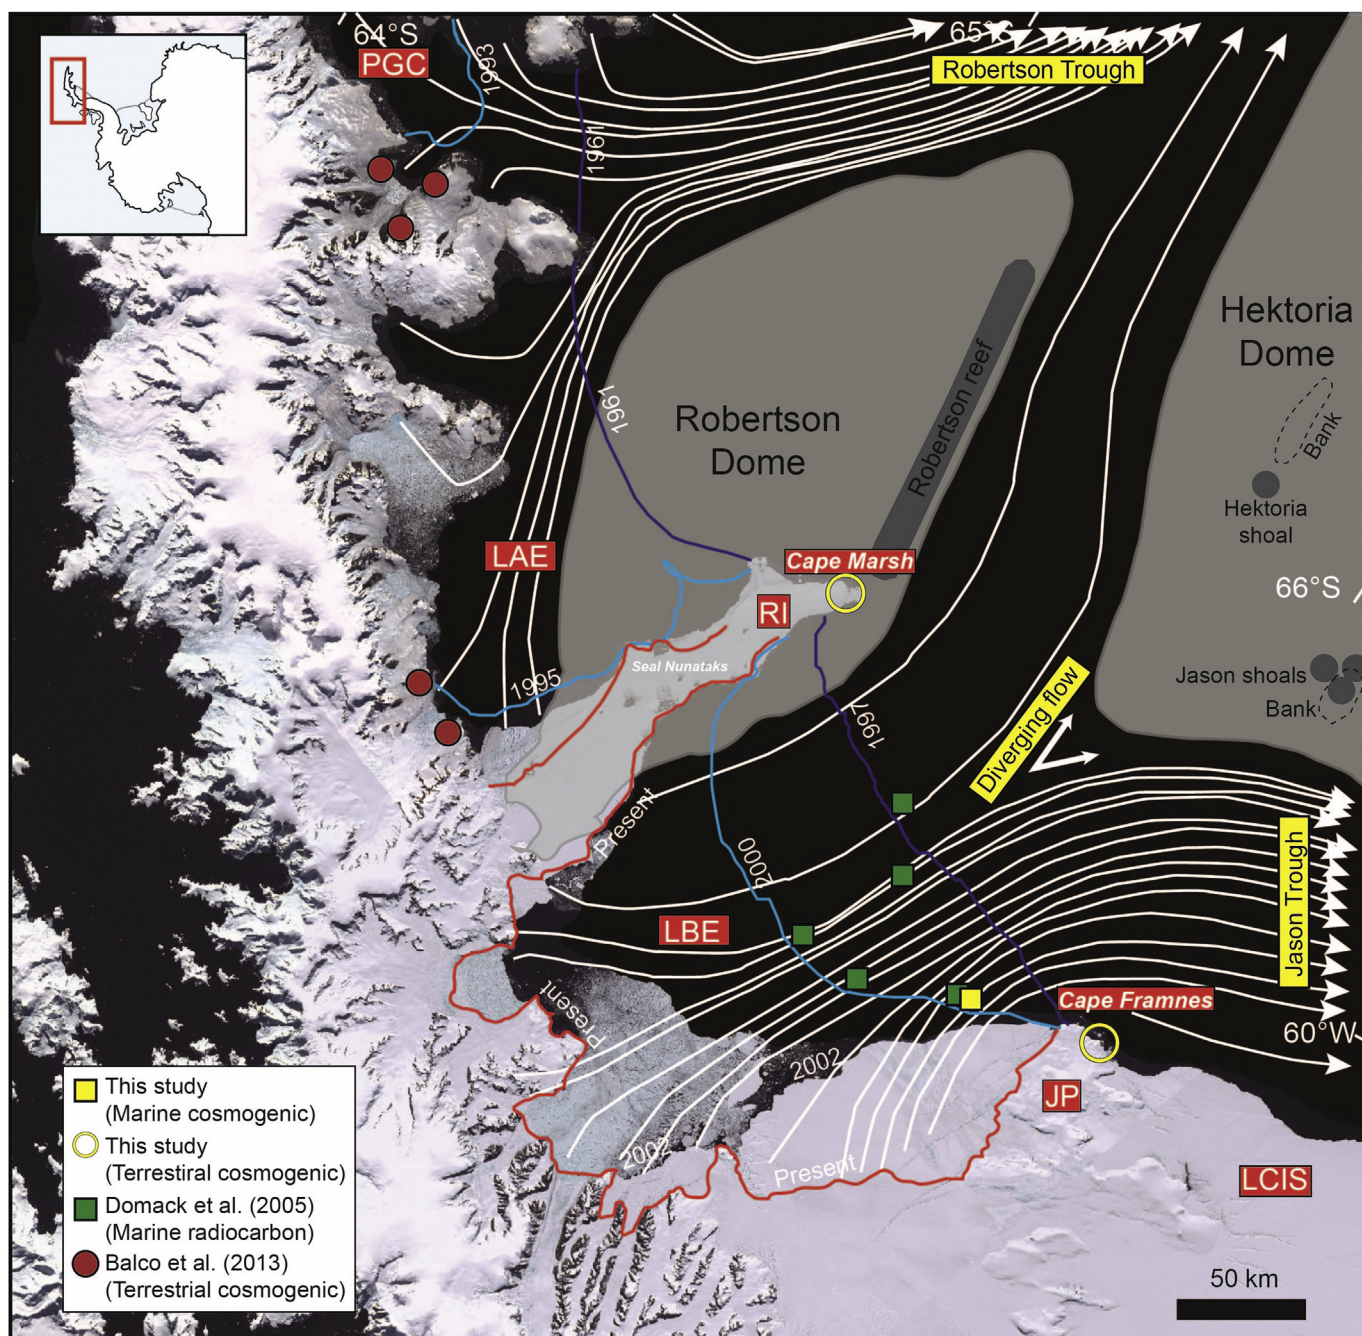 64°S
PGC
1993
65°S
Robertson Trough
1961
Hektoria
Dome
Bank
Hektoria
shoal
1961
Robertson
Dome
Robertson reef
LAE
Cape Marsh
RI
66°S
Seal Nunataks
1995
Jason shoals
Bank
1997
Diverging flow
Present
2000
LBE
Jason Trough
Present
Cape Framnes
60°W
2002
JP
2002
Present
LCIS
This study
(Marine cosmogenic)
This study
(Terrestiral cosmogenic)
Domack et al. (2005)
(Marine radiocarbon)
Balco et al. (2013)
(Terrestrial cosmogenic)
50 km